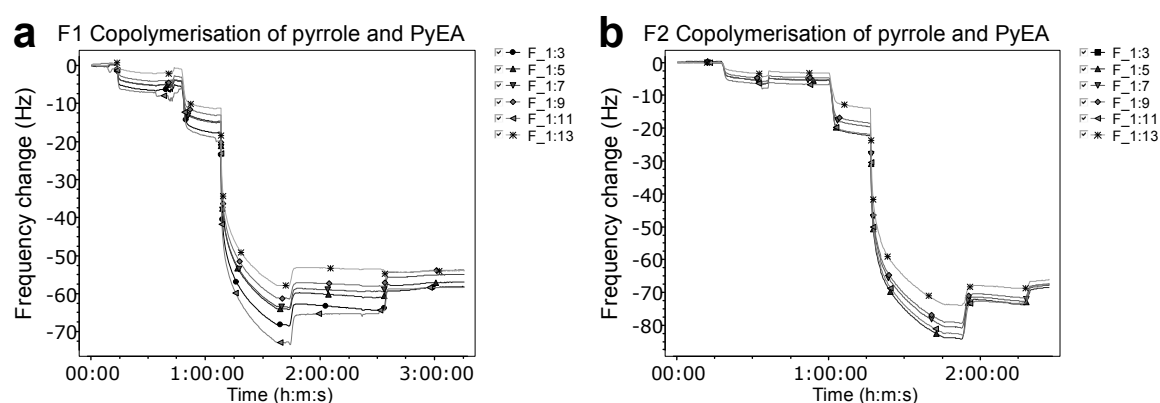 a F1 Copolymerisation of pyrrole and PyEA
F_1:3
F_1:5
F_1:7
F_1:9
F_1:11
F_1:13
Frequency change (Hz)
0
-10
-20
-30
-40
-50
-60
-70
00:00
1:00:00
2:00:00
3:00:00
Time (h:m:s)
b F2 Copolymerisation of pyrrole and PyEA
F_1:3
F_1:5
F_1:7
F_1:9
F_1:11
F_1:13
Frequency change (Hz)
0
-10
-20
-30
-40
-50
-60
-70
-80
00:00
1:00:00
2:00:00
Time (h:m:s)